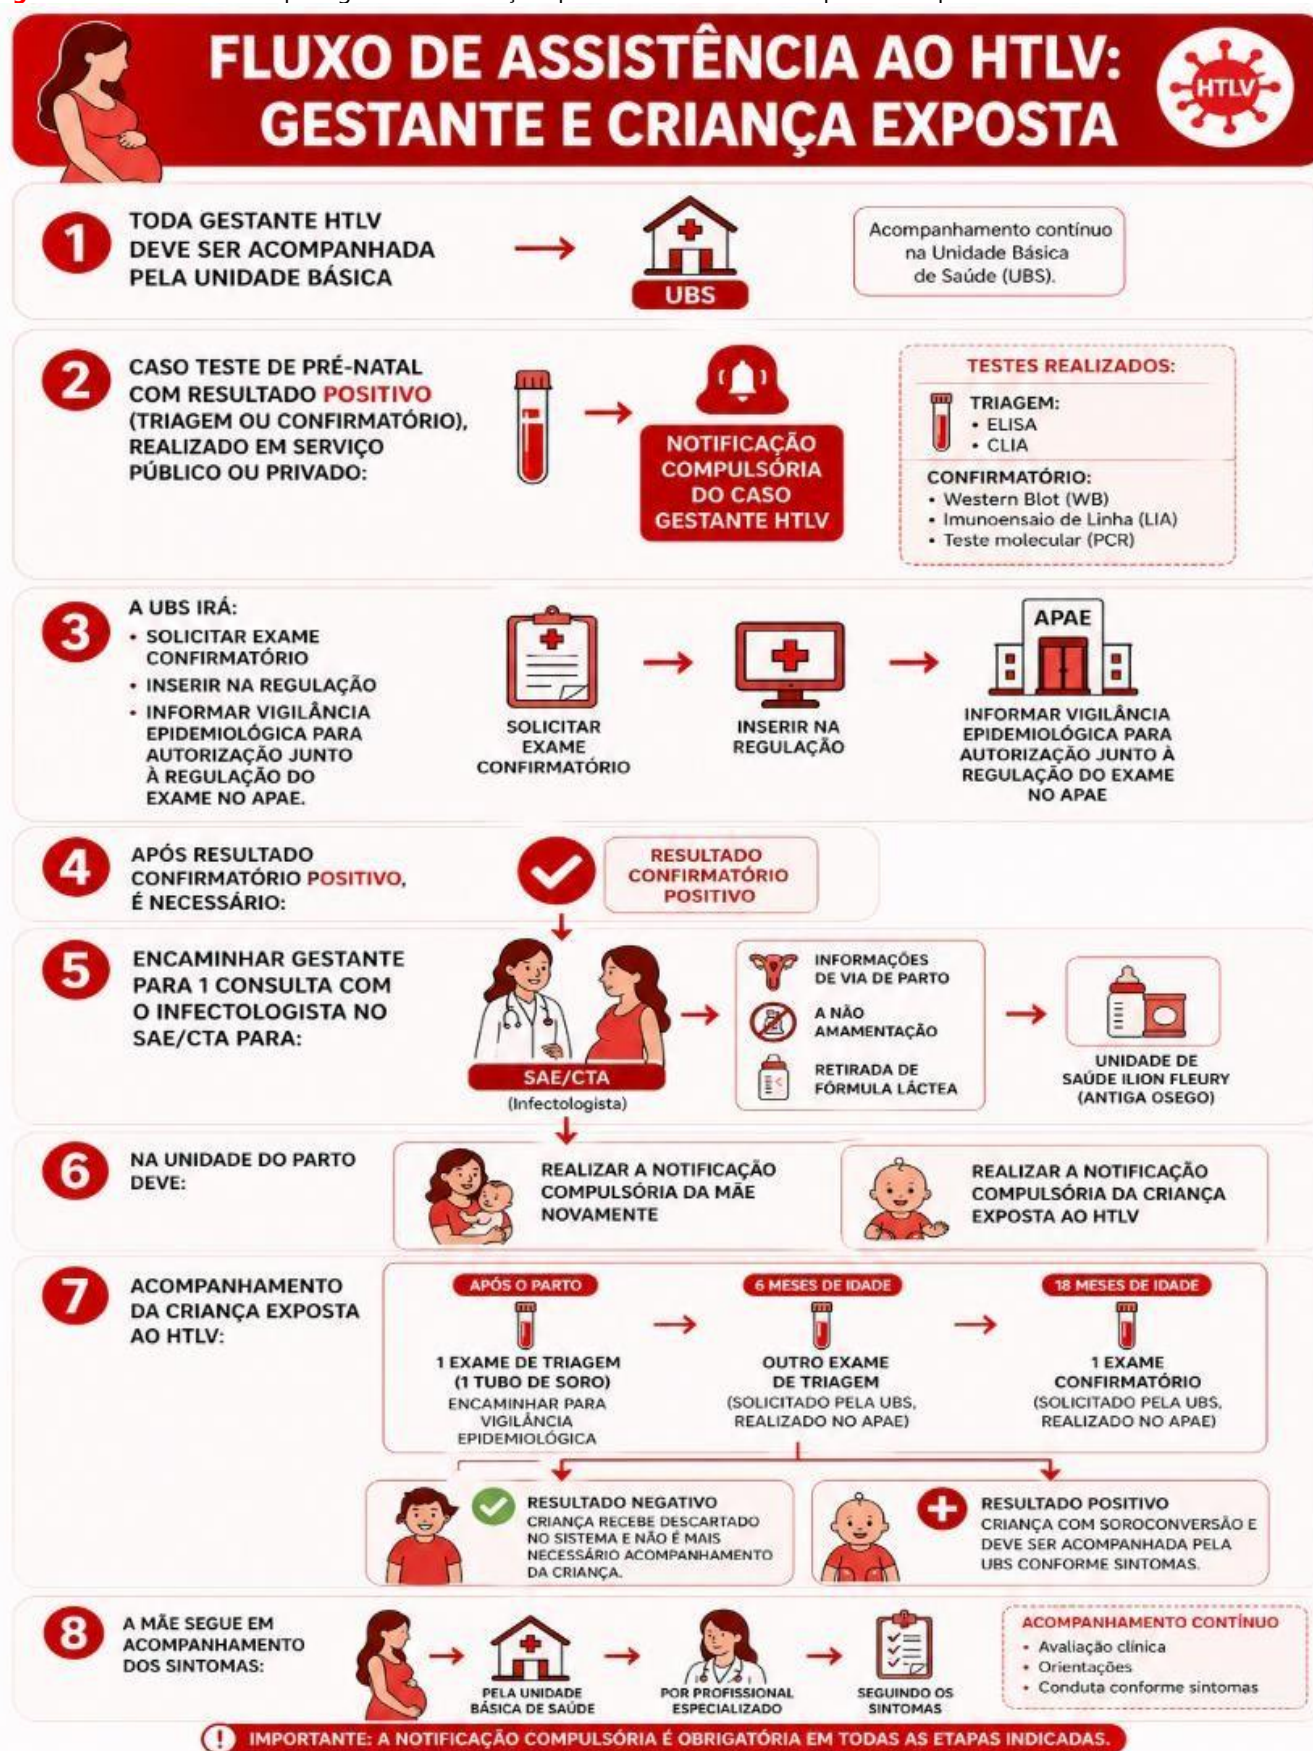 FLUXO DE ASSISTÊNCIA AO HTLV:
GESTANTE E CRIANÇA EXPOSTA
HTLV
1
TODA GESTANTE HTLV
DEVE SER ACOMPANHADA
PELA UNIDADE BÁSICA
UBS
Acompanhamento contínuo
na Unidade Básica
de Saúde (UBS).
2
CASO TESTE DE PRÉ-NATAL
COM RESULTADO POSITIVO
(TRIAGEM OU CONFIRMATÓRIO),
REALIZADO EM SERVIÇO
PÚBLICO OU PRIVADO:
NOTIFICAÇÃO
COMPULSÓRIA
DO CASO
GESTANTE HTLV
TESTES REALIZADOS:
TRIAGEM:
• ELISA
• CLIA
CONFIRMATÓRIO:
• Western Blot (WB)
• Imunoensaio de Linha (LIA)
• Teste molecular (PCR)
3
A UBS IRÁ:
• SOLICITAR EXAME
CONFIRMATÓRIO
• INSERIR NA REGULAÇÃO
• INFORMAR VIGILÂNCIA
EPIDEMIOLÓGICA PARA
AUTORIZAÇÃO JUNTO
À REGULAÇÃO DO
EXAME NO APAE.
SOLICITAR
EXAME
CONFIRMATÓRIO
INSERIR NA
REGULAÇÃO
APAE
INFORMAR VIGILÂNCIA
EPIDEMIOLÓGICA PARA
AUTORIZAÇÃO JUNTO À
REGULAÇÃO DO EXAME
NO APAE
4
APÓS RESULTADO
CONFIRMATÓRIO POSITIVO,
É NECESSÁRIO:
RESULTADO
CONFIRMATÓRIO
POSITIVO
5
ENCAMINHAR GESTANTE
PARA 1 CONSULTA COM
O INFECTOLOGISTA NO
SAE/CTA PARA:
SAE/CTA
(Infectologista)
INFORMAÇÕES
DE VIA DE PARTO
A NÃO
AMAMENTAÇÃO
RETIRADA DE
FÓRMULA LÁCTEA
UNIDADE DE
SAÚDE ILION FLEURY
(ANTIGA OSEGO)
6
NA UNIDADE DO PARTO
DEVE:
REALIZAR A NOTIFICAÇÃO
COMPULSÓRIA DA MÃE
NOVAMENTE
REALIZAR A NOTIFICAÇÃO
COMPULSÓRIA DA CRIANÇA
EXPOSTA AO HTLV
7
ACOMPANHAMENTO
DA CRIANÇA EXPOSTA
AO HTLV:
APÓS O PARTO
1 EXAME DE TRIAGEM
(1 TUBO DE SORO)
ENCAMINHAR PARA
VIGILÂNCIA
EPIDEMIOLÓGICA
6 MESES DE IDADE
OUTRO EXAME
DE TRIAGEM
(SOLICITADO PELA UBS,
REALIZADO NO APAE)
18 MESES DE IDADE
1 EXAME
CONFIRMATÓRIO
(SOLICITADO PELA UBS,
REALIZADO NO APAE)
RESULTADO NEGATIVO
CRIANÇA RECEBE DESCARTADO
NO SISTEMA E NÃO É MAIS
NECESSÁRIO ACOMPANHAMENTO
DA CRIANÇA.
RESULTADO POSITIVO
CRIANÇA COM SOROCONVERSÃO E
DEVE SER ACOMPANHADA PELA
UBS CONFORME SINTOMAS.
8
A MÃE SEGUE EM
ACOMPANHAMENTO
DOS SINTOMAS:
PELA UNIDADE
BÁSICA DE SAÚDE
POR PROFISSIONAL
ESPECIALIZADO
SEGUINDO OS
SINTOMAS
ACOMPANHAMENTO CONTÍNUO
• Avaliação clínica
• Orientações
• Conduta conforme sintomas
! IMPORTANTE: A NOTIFICAÇÃO COMPULSÓRIA É OBRIGATÓRIA EM TODAS AS ETAPAS INDICADAS.